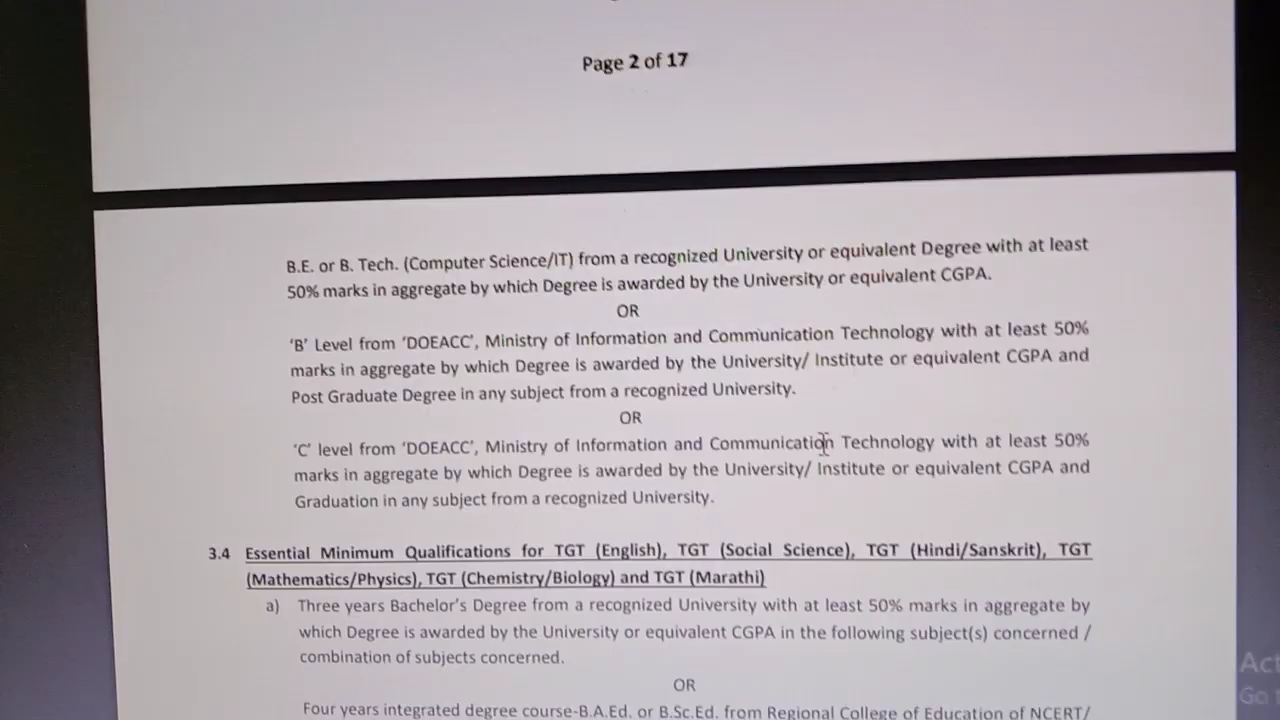 Page 2 of 17
B.E. or B. Tech. (Computer Science/IT) from a recognized University or equivalent Degree with at least
50% marks in aggregate by which Degree is awarded by the University or equivalent CGPA.
OR
‘B’ Level from ‘DOEACC’, Ministry of Information and Communication Technology with at least 50%
marks in aggregate by which Degree is awarded by the University/ Institute or equivalent CGPA and
Post Graduate Degree in any subject from a recognized University.
OR
‘C’ level from ‘DOEACC’, Ministry of Information and Communication Technology with at least 50%
marks in aggregate by which Degree is awarded by the University/ Institute or equivalent CGPA and
Graduation in any subject from a recognized University.
3.4 Essential Minimum Qualifications for TGT (English), TGT (Social Science), TGT (Hindi/Sanskrit), TGT
(Mathematics/Physics), TGT (Chemistry/Biology) and TGT (Marathi)
a) Three years Bachelor’s Degree from a recognized University with at least 50% marks in aggregate by
which Degree is awarded by the University or equivalent CGPA in the following subject(s) concerned /
combination of subjects concerned.
OR
Four years integrated degree course-B.A.Ed. or B.Sc.Ed. from Regional College of Education of NCERT/
Act
Go